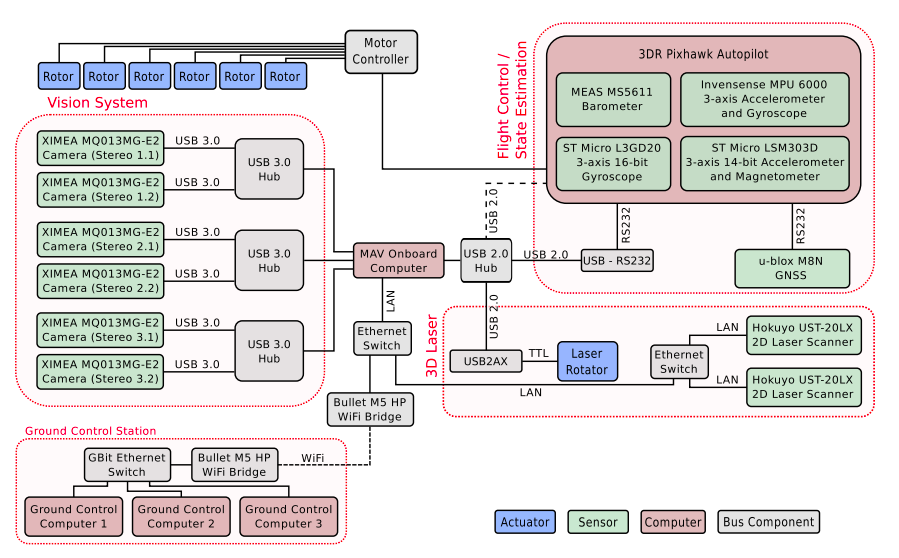 Motor
Controller
Rotor
Rotor
Rotor
Rotor
Rotor
Rotor
Vision System
XIMEA MQ013MG-E2
Camera (Stereo 1.1)
USB 3.0
XIMEA MQ013MG-E2
Camera (Stereo 1.2)
USB 3.0
USB 3.0
Hub
XIMEA MQ013MG-E2
Camera (Stereo 2.1)
USB 3.0
XIMEA MQ013MG-E2
Camera (Stereo 2.2)
USB 3.0
USB 3.0
Hub
XIMEA MQ013MG-E2
Camera (Stereo 3.1)
USB 3.0
XIMEA MQ013MG-E2
Camera (Stereo 3.2)
USB 3.0
USB 3.0
Hub
Flight Control /
State Estimation
3DR Pixhawk Autopilot
MEAS MS5611
Barometer
Invensense MPU 6000
3-axis Accelerometer
and Gyroscope
ST Micro L3GD20
3-axis 16-bit
Gyroscope
ST Micro LSM303D
3-axis 14-bit Accelerometer
and Magnetometer
RS232
RS232
USB - RS232
u-blox M8N
GNSS
USB 2.0
USB 2.0
MAV Onboard
Computer
USB 2.0
Hub
LAN
USB 2.0
Ethernet
Switch
3D Laser
USB2AX
TTL
Laser
Rotator
Ethernet
Switch
LAN
Hokuyo UST-20LX
2D Laser Scanner
LAN
Hokuyo UST-20LX
2D Laser Scanner
LAN
Bullet M5 HP
WiFi Bridge
Ground Control Station
GBit Ethernet
Switch
Bullet M5 HP
WiFi Bridge
WiFi
Ground Control
Computer 1
Ground Control
Computer 2
Ground Control
Computer 3
Actuator
Sensor
Computer
Bus Component